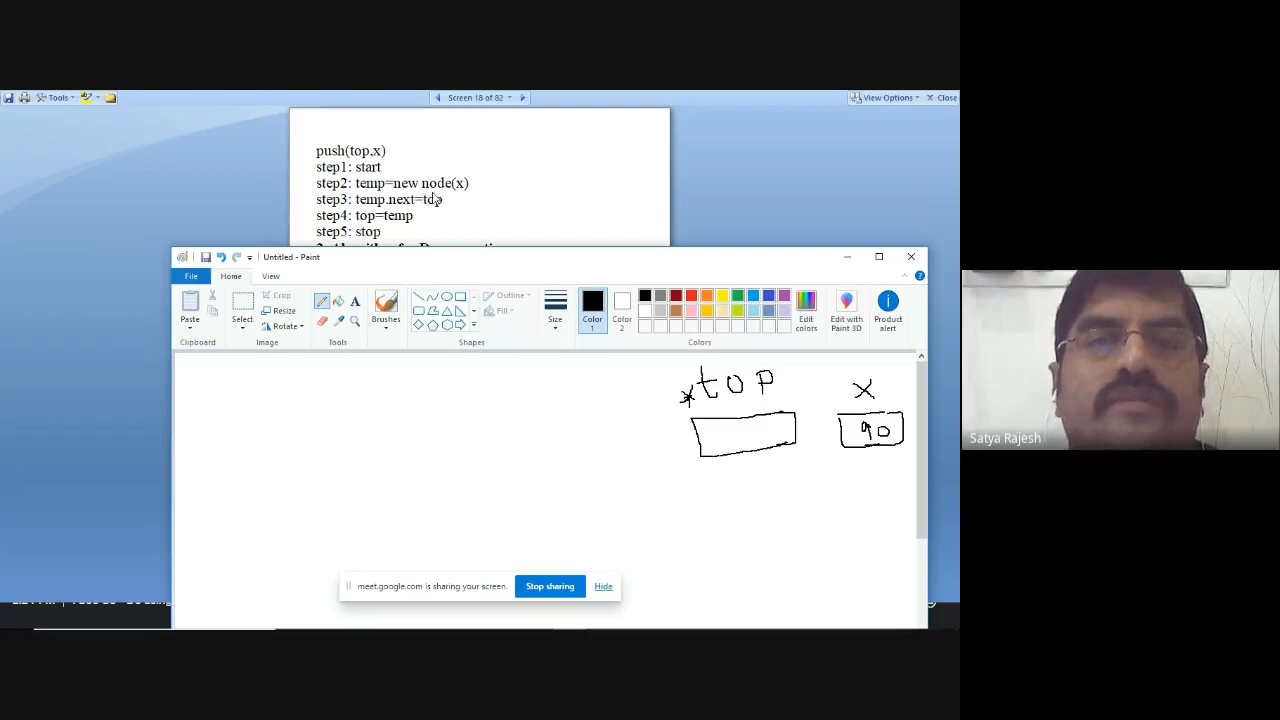 Tools
Screen 18 of 82
View Options
Close
push(top,x)
step1: start
step2: temp=new node(x)
step3: temp.next=top
step4: top=temp
step5: stop
Untitled - Paint
File Home View
Paste
Clipboard
Select
Crop
Resize
Rotate
Image
Tools
Brushes
Outline
Fill
Shapes
Size
Color 1
Color 2
Edit colors
Edit with Paint 3D
Product alert
Colors
*top x
90
Satya Rajesh
meet.google.com is sharing your screen. Stop sharing Hide